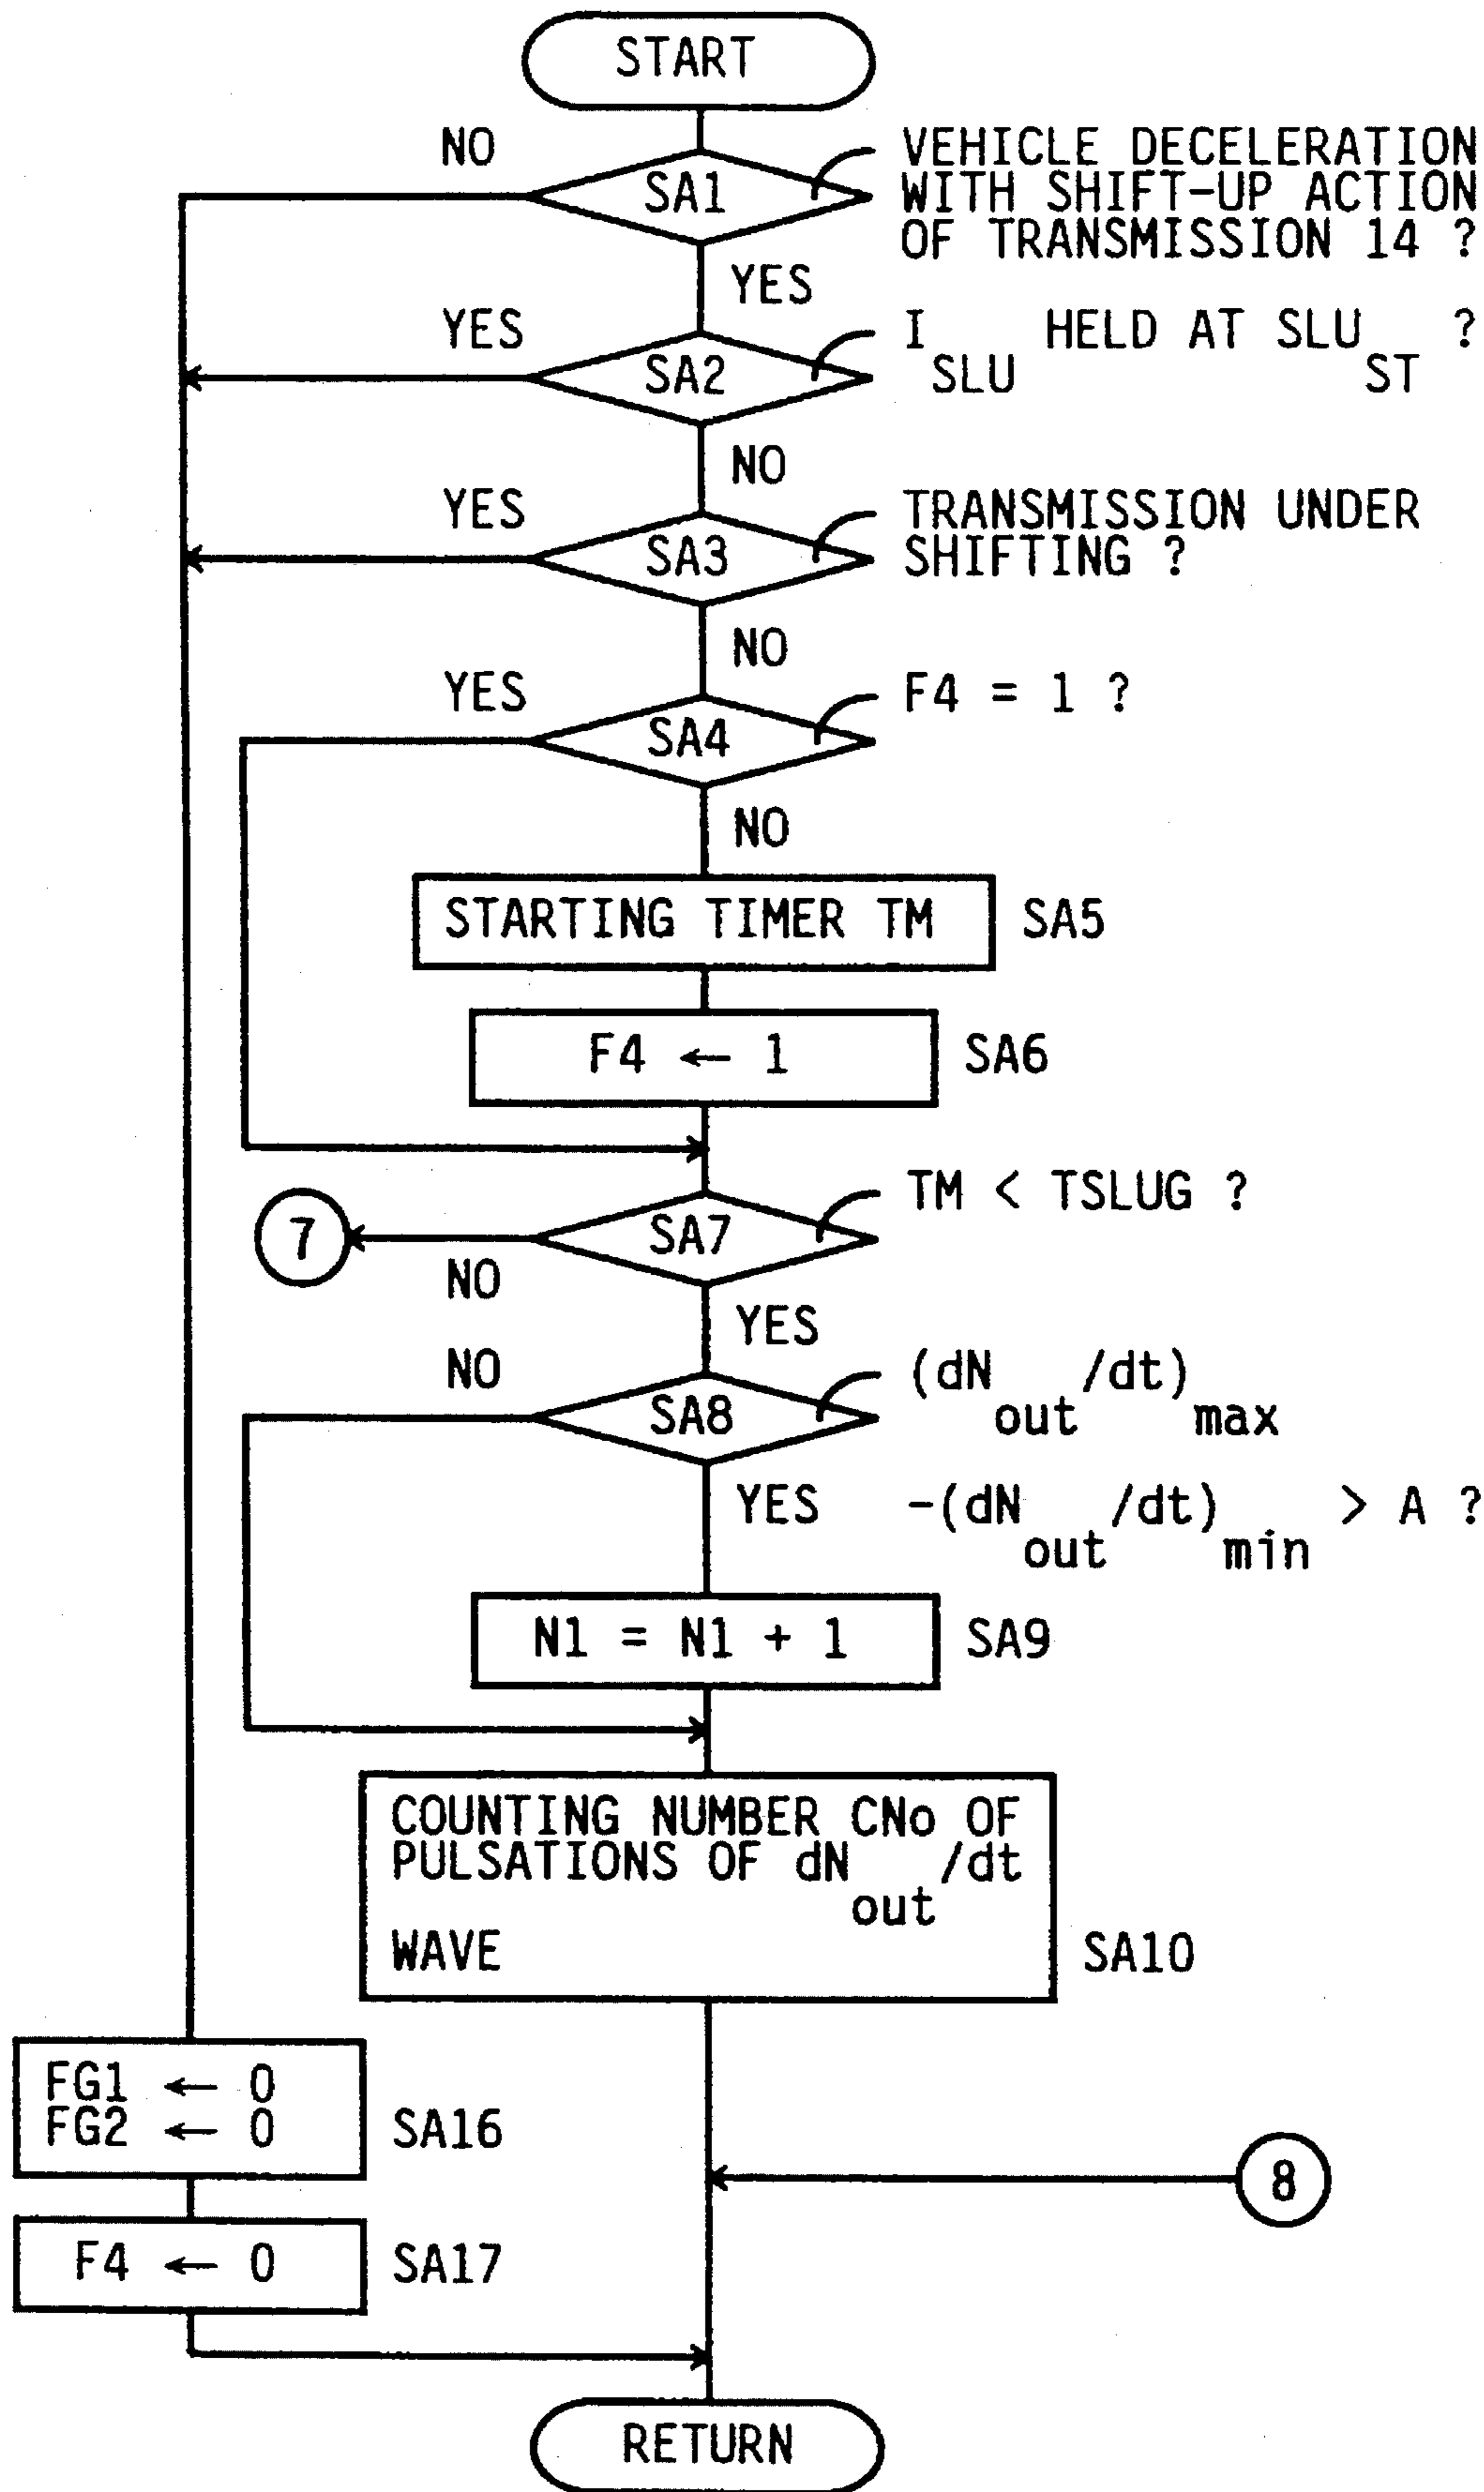 START
NO
SA1
VEHICLE DECELERATION
WITH SHIFT-UP ACTION
OF TRANSMISSION 14 ?
YES
YES
SA2
I SLU HELD AT SLU ST ?
NO
YES
SA3
TRANSMISSION UNDER
SHIFTING ?
NO
YES
SA4
F4 = 1 ?
NO
STARTING TIMER TM
SA5
F4 ← 1
SA6
7
SA7
TM < TSLUG ?
NO
YES
NO
SA8
(dN out /dt) max
YES
-(dN out /dt) min > A ?
N1 = N1 + 1
SA9
COUNTING NUMBER CNo OF
PULSATIONS OF dN out /dt
WAVE
SA10
FG1 ← 0
FG2 ← 0
SA16
8
F4 ← 0
SA17
RETURN